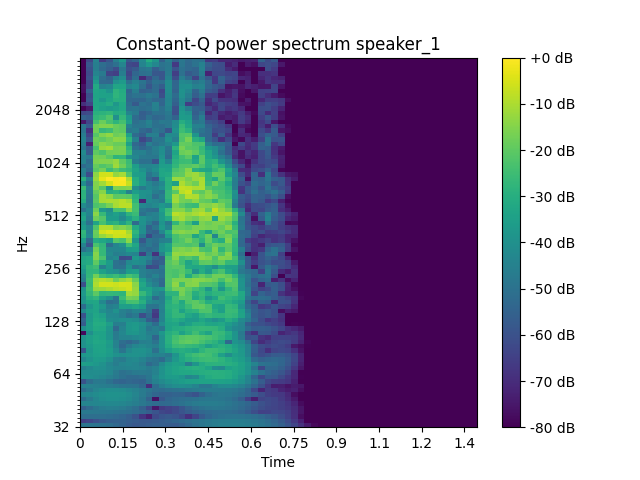 Constant-Q power spectrum speaker_1
Hz
2048
1024
512
256
128
64
32
0 0.15 0.3 0.45 0.6 0.75 0.9 1.1 1.2 1.4
Time
+0 dB
-10 dB
-20 dB
-30 dB
-40 dB
-50 dB
-60 dB
-70 dB
-80 dB